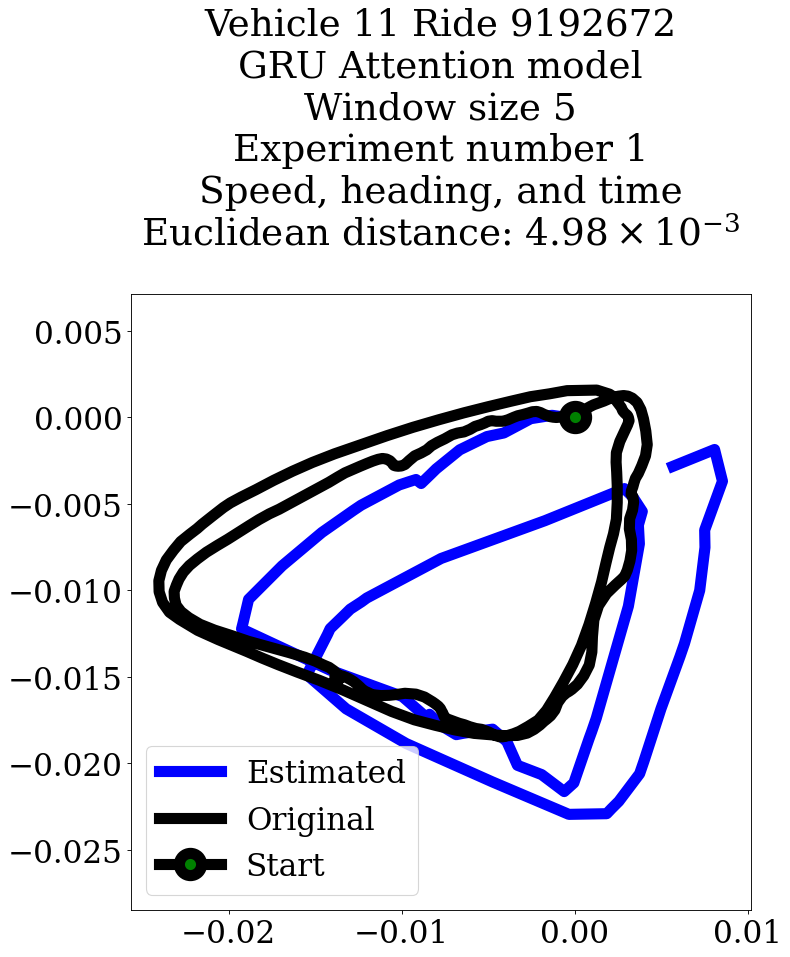 Vehicle 11 Ride 9192672
GRU Attention model
Window size 5
Experiment number 1
Speed, heading, and time
Euclidean distance: 4.98 × 10⁻³
0.005
0.000
−0.005
−0.010
−0.015
−0.020
−0.025
Estimated
Original
Start
−0.02
−0.01
0.00
0.01